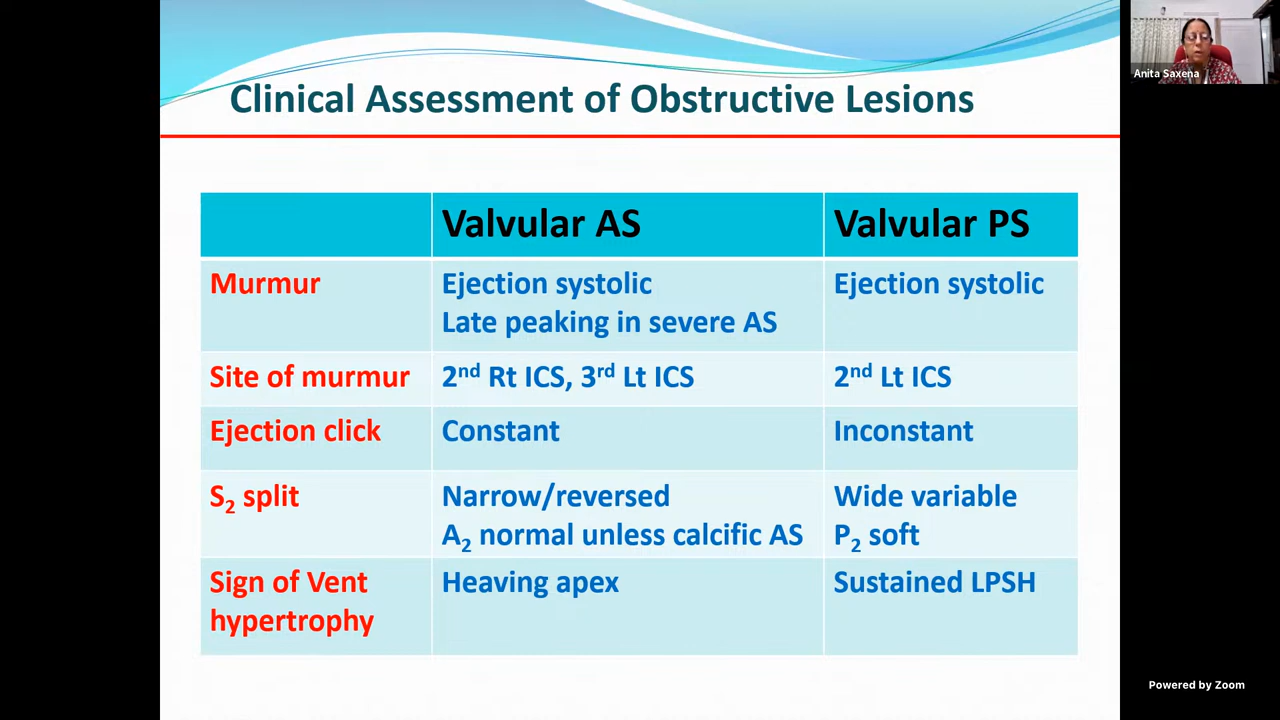 Clinical Assessment of Obstructive Lesions
Anita Saxena
Valvular AS
Valvular PS
Murmur
Ejection systolic
Late peaking in severe AS
Ejection systolic
Site of murmur
2nd Rt ICS, 3rd Lt ICS
2nd Lt ICS
Ejection click
Constant
Inconstant
S2 split
Narrow/reversed
A2 normal unless calcific AS
Wide variable
P2 soft
Sign of Vent
hypertrophy
Heaving apex
Sustained LPSH
Powered by Zoom